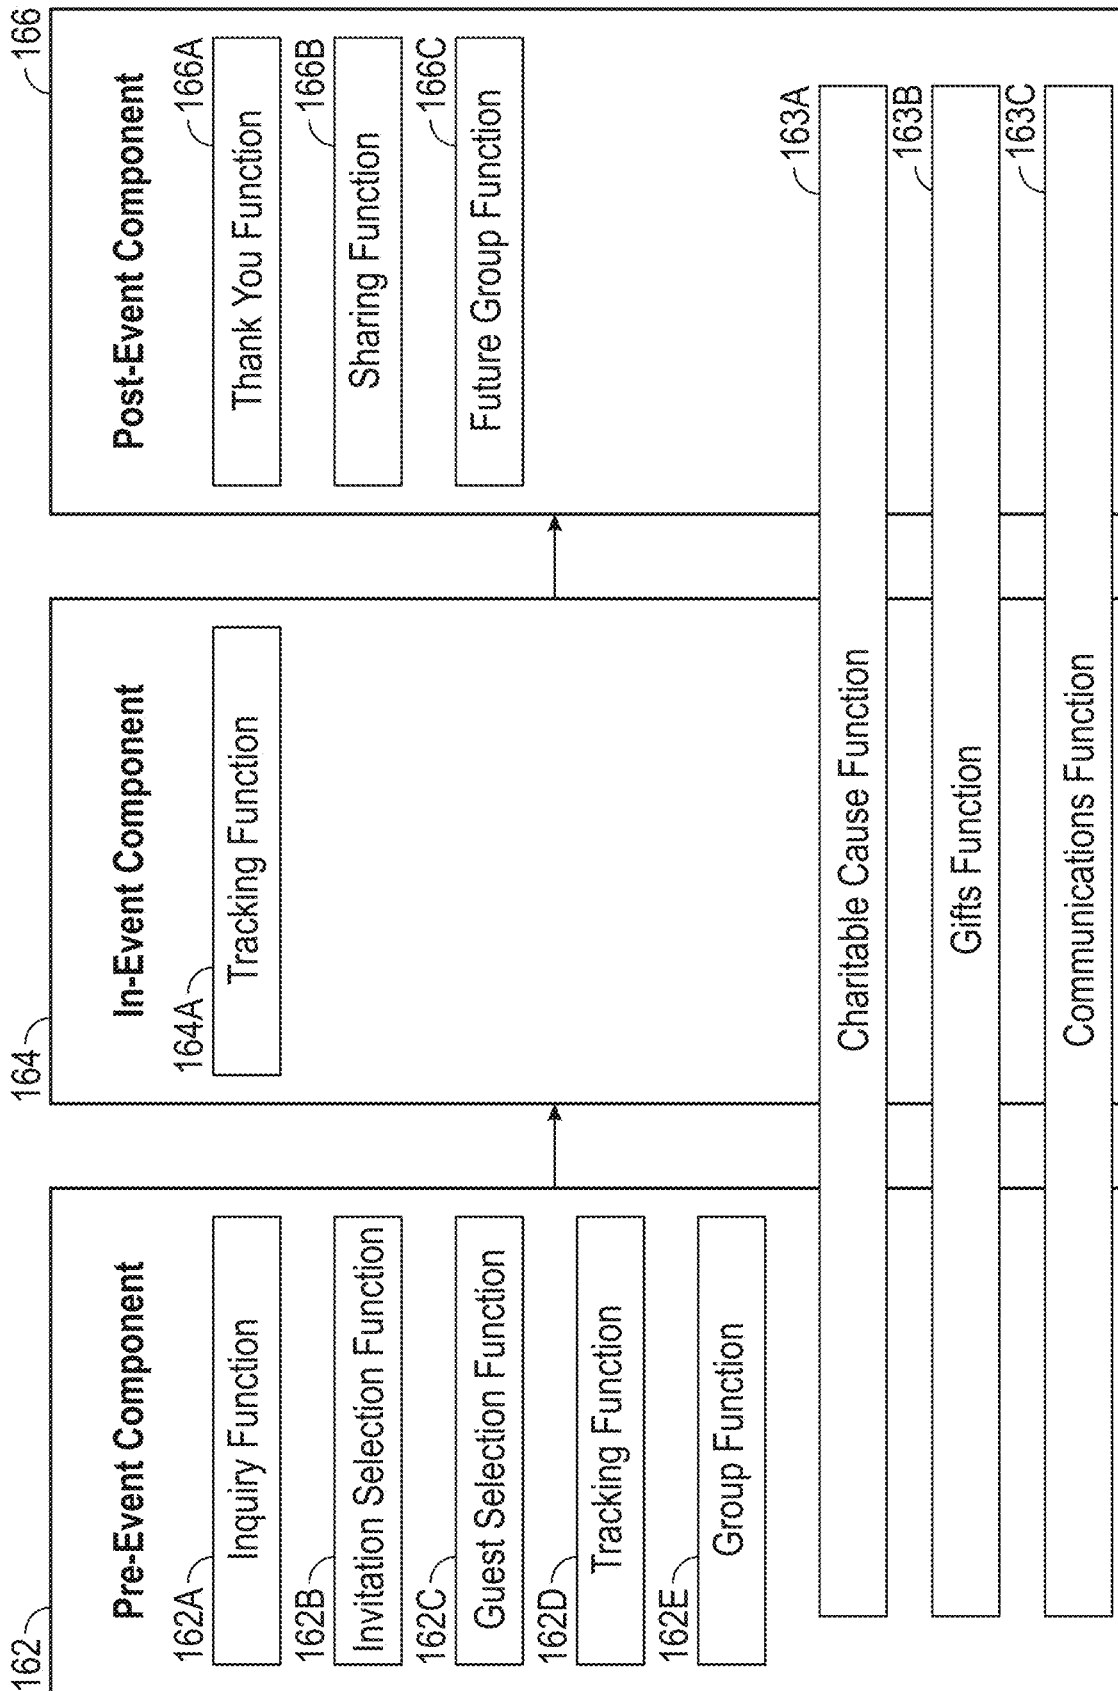 162
Pre-Event Component
162A
Inquiry Function
162B
Invitation Selection Function
162C
Guest Selection Function
162D
Tracking Function
162E
Group Function
164
In-Event Component
164A
Tracking Function
166
Post-Event Component
166A
Thank You Function
166B
Sharing Function
166C
Future Group Function
163A
Charitable Cause Function
163B
Gifts Function
163C
Communications Function